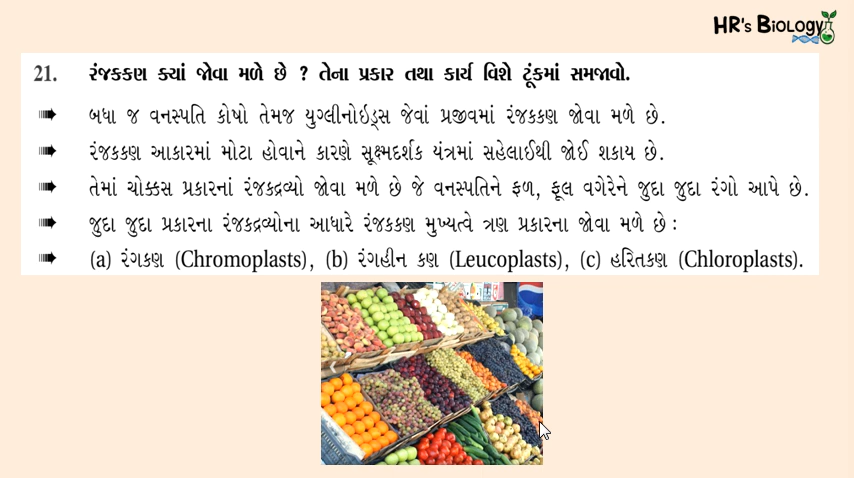 HR's BIOLOGY
21. રંજકકણ ક્યાં જોવા મળે છે ? તેના પ્રકાર તથા કાર્ય વિશે ટૂંકમાં સમજાવો.
➠ બધા જ વનસ્પતિ કોષો તેમજ યુગ્લીનોઇડ્સ જેવાં પ્રજીવમાં રંજકકણ જોવા મળે છે.
➠ રંજકકણ આકારમાં મોટા હોવાને કારણે સૂક્ષ્મદર્શક યંત્રમાં સહેલાઈથી જોઈ શકાય છે.
➠ તેમાં ચોક્કસ પ્રકારનાં રંજકદ્રવ્યો જોવા મળે છે જે વનસ્પતિને ફળ, ફૂલ વગેરેને જુદા જુદા રંગો આપે છે.
➠ જુદા જુદા પ્રકારના રંજકદ્રવ્યોના આધારે રંજકકણ મુખ્યત્વે ત્રણ પ્રકારના જોવા મળે છે :
➠ (a) રંગકણ (Chromoplasts), (b) રંગહીન કણ (Leucoplasts), (c) હરિતકણ (Chloroplasts).